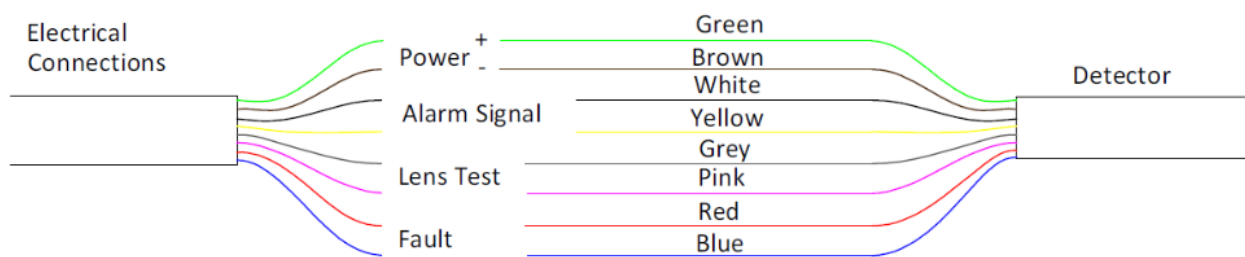 Electrical
Connections
Power
+
-
Alarm Signal
Lens Test
Fault
Green
Brown
White
Yellow
Grey
Pink
Red
Blue
Detector